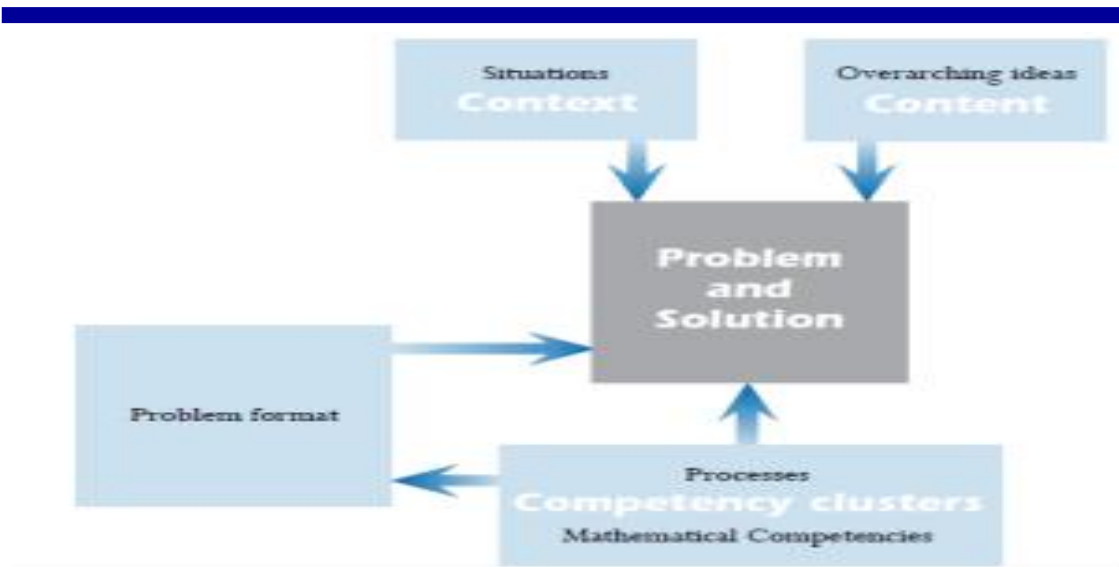 Situations
Context
Overarching ideas
Content
Problem
and
Solution
Problem format
Processes
Competency clusters
Mathematical Competencies